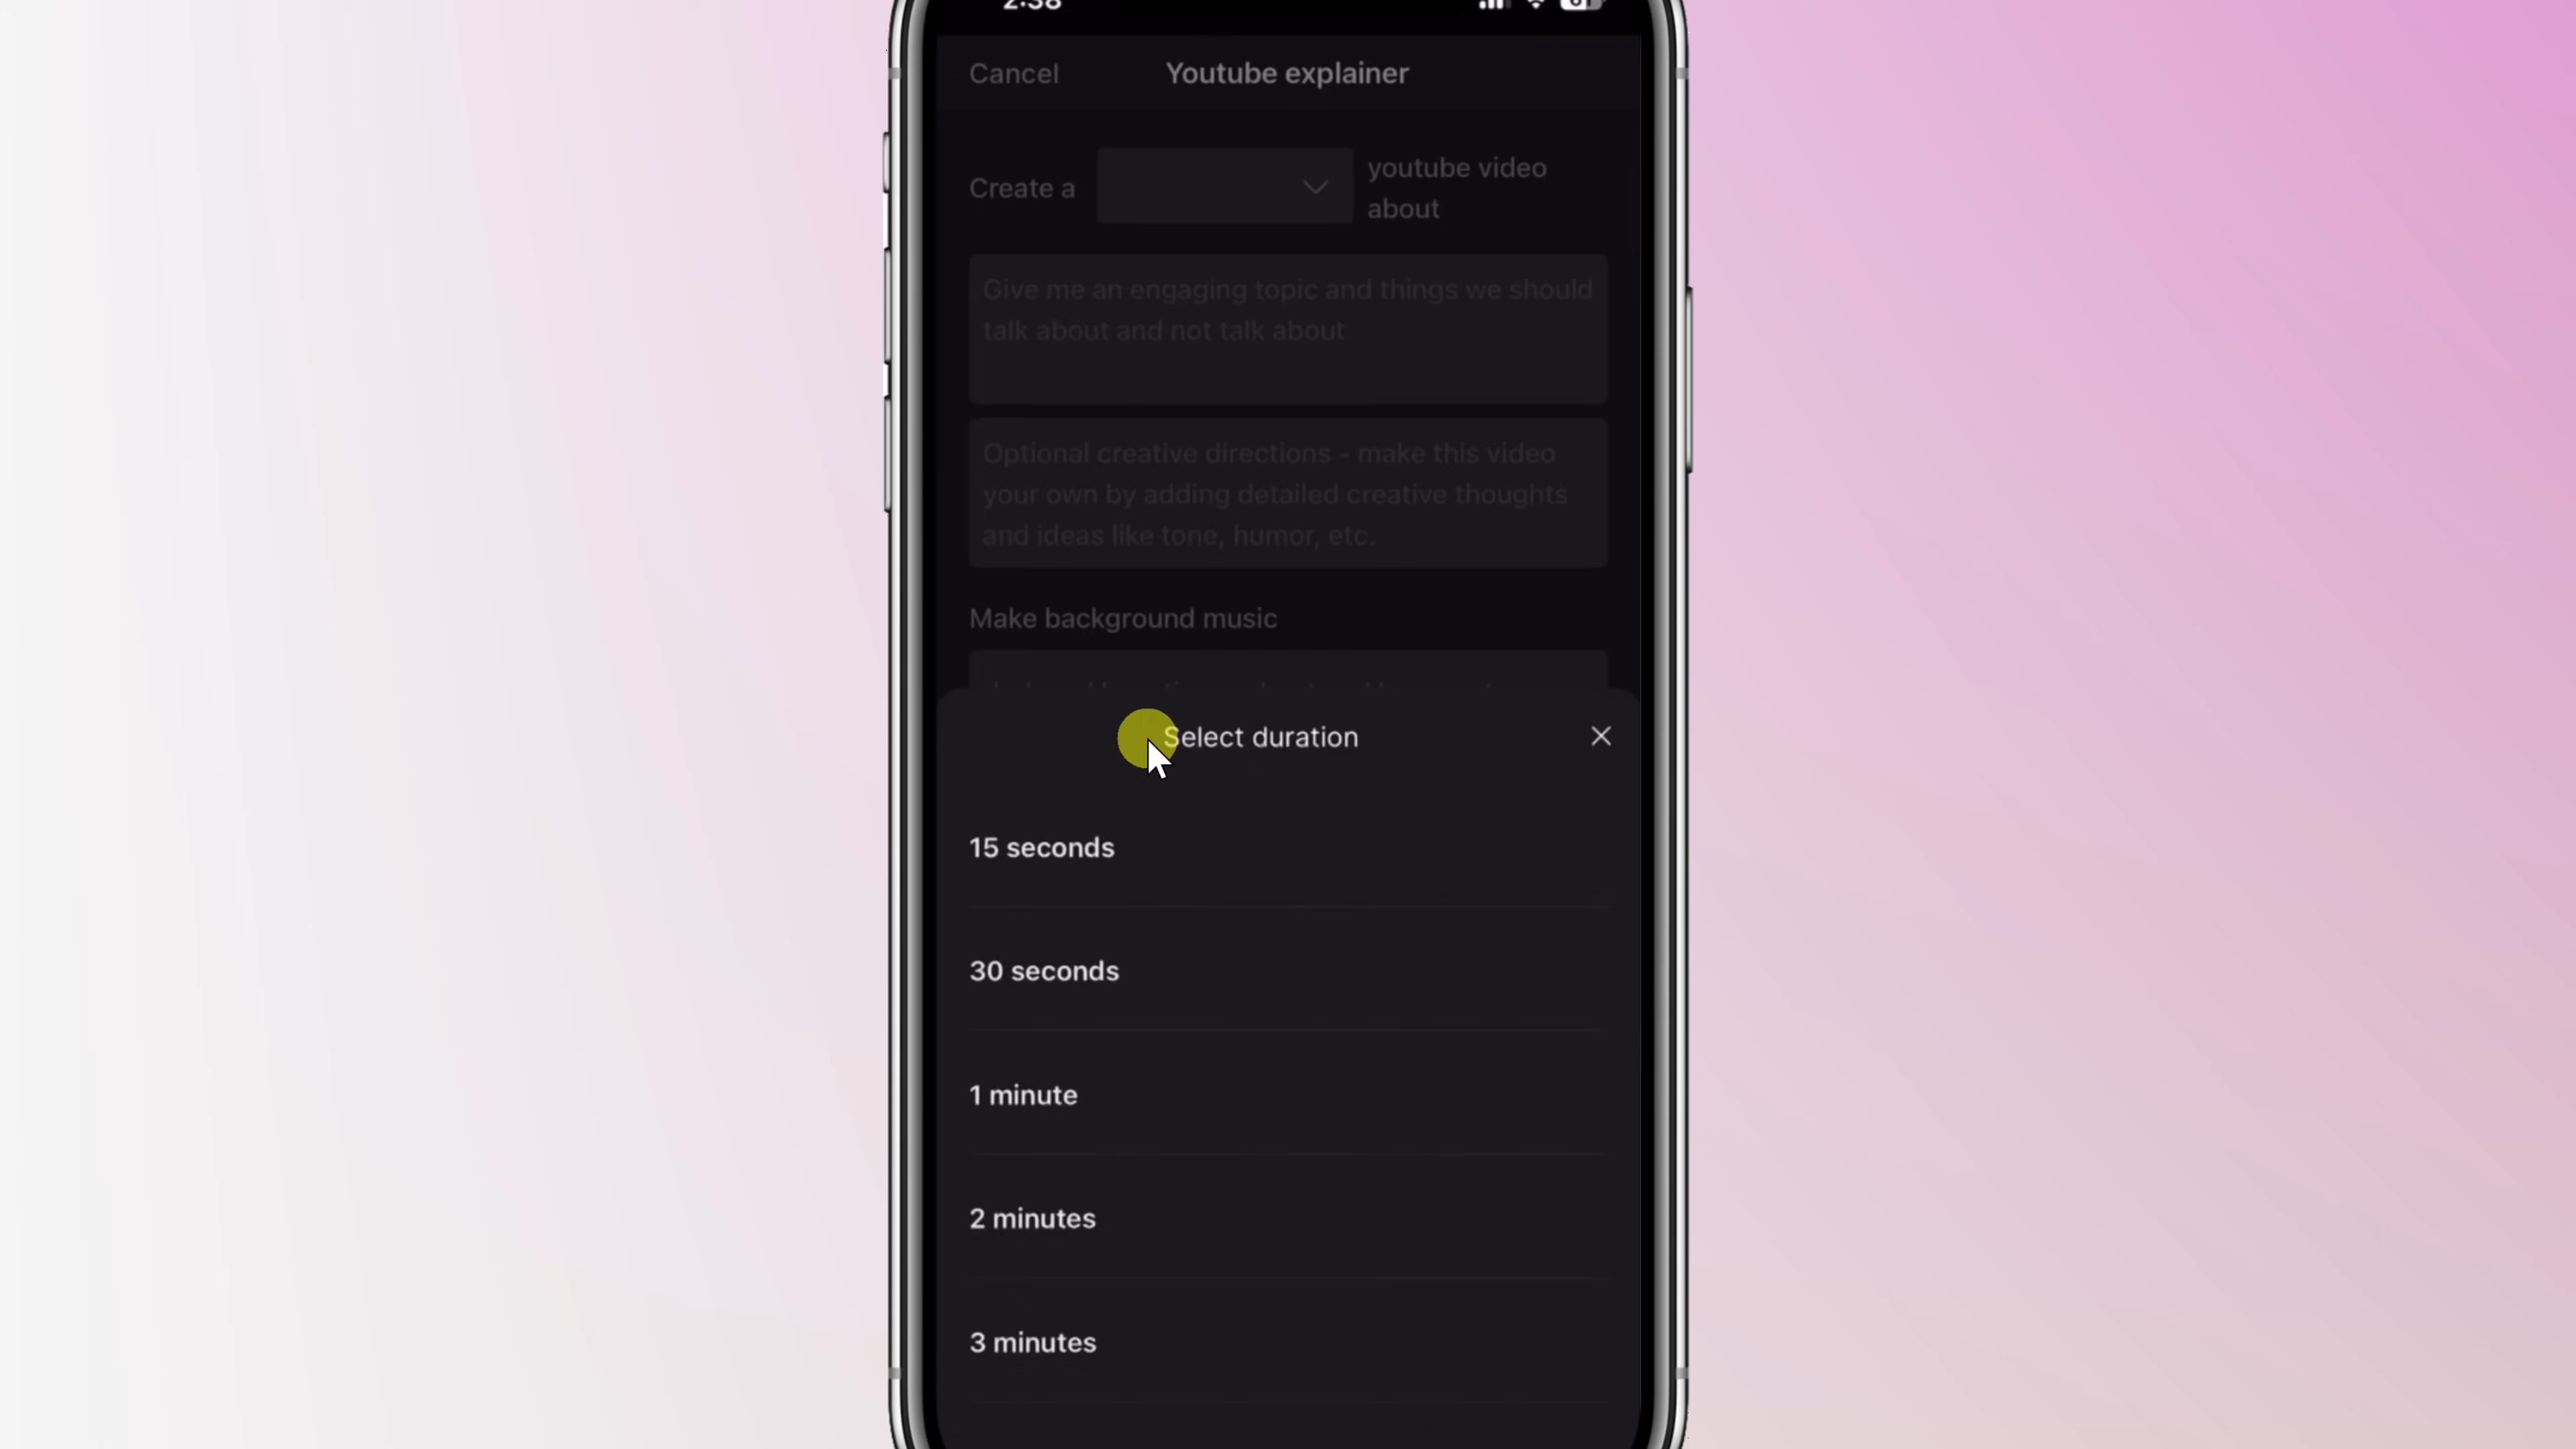 2:38
Cancel
Youtube explainer
Create a
youtube video
about
Give me an engaging topic and things we should
talk about and not talk about
Optional creative directions - make this video
your own by adding detailed creative thoughts
and ideas like tone, humor, etc.
Make background music
Select duration
15 seconds
30 seconds
1 minute
2 minutes
3 minutes